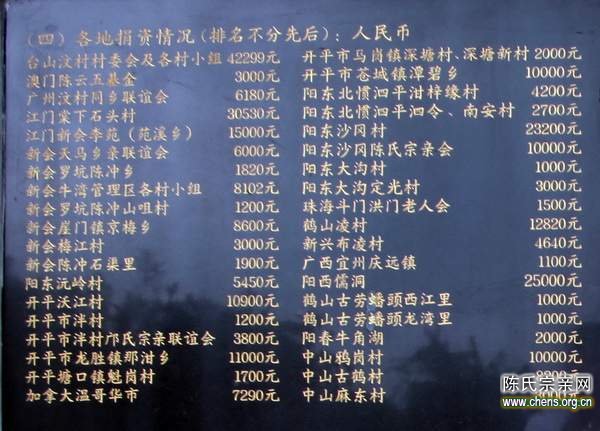 (四) 各地捐资情况(排名不分先后): 人民币
台山汶村村委会及各村小组 42299元
澳门陈云五基金 3000元
广州汶村同乡联谊会 6180元
江门棠下石头村 30530元
江门新会李苑(苑溪乡) 15000元
新会天马乡亲联谊会 6000元
新会罗坑陈冲乡 1820元
新会牛湾管理区各村小组 8102元
新会罗坑陈冲山咀村 1200元
新会崖门镇京梅乡 8600元
新会梅江村 3000元
新会陈冲石渠里 1900元
阳东沅岭村 5450元
开平沃江村 10900元
开平市泮村 1200元
开平市泮村邝氏宗亲联谊会 3800元
开平市龙胜镇那泔乡 11000元
开平塘口镇魁岗村 1700元
加拿大温哥华市 7290元
开平市马岗镇深塘村、深塘新村 2000元
开平市苍城镇潭碧乡 10000元
阳东北惯泗平泔梓缘村 4200元
阳东北惯泗平泗令、南安村 2700元
阳东沙冈村 23200元
阳东沙冈陈氏宗亲会 10000元
阳东大沟村 1000元
阳东大沟定光村 3000元
珠海斗门洪门老人会 1500元
鹤山凌村 12820元
新兴布凌村 4640元
广西宜州庆远镇 1100元
阳西儒洞 25000元
鹤山古劳蟠头西江里 1000元
鹤山古劳蟠头龙湾里 1000元
阳春牛角湖 2000元
中山鸦岗村 10000元
中山古鹤村
中山麻东村
陈氏宗亲网
www.chens.org.cn